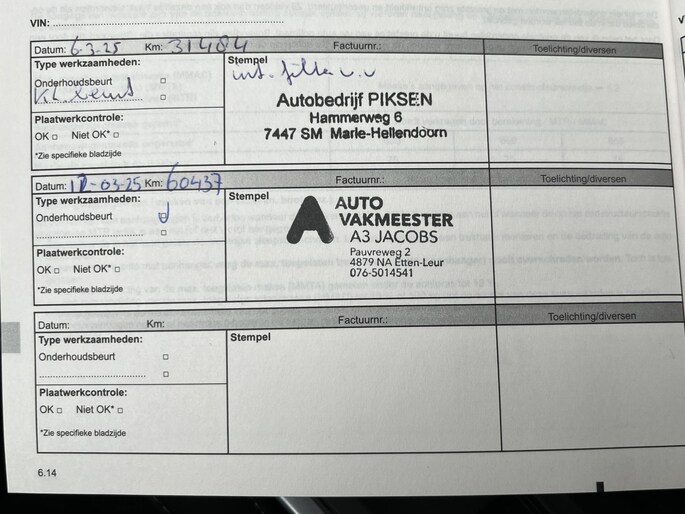 VIN:
Datum: 6-3-25 Km: 31484 Factuurnr.: Toelichting/diversen
Type werkzaamheden:
Onderhoudsbeurt
Stempel
int. filter v.v
Autobedrijf PIKSEN
Hammerweg 6
7447 SM Marle-Hellendoorn
Plaatwerkcontrole:
OK □ Niet OK* □
*Zie specifieke bladzijde
Datum: 12-03-25 Km: 60437 Factuurnr.: Toelichting/diversen
Type werkzaamheden:
Onderhoudsbeurt
Stempel
AUTO
VAKMEESTER
A3 JACOBS
Pauvreweg 2
4879 NA Etten-Leur
076-5014541
Plaatwerkcontrole:
OK □ Niet OK* □
*Zie specifieke bladzijde
Datum: Km: Factuurnr.: Toelichting/diversen
Type werkzaamheden:
Onderhoudsbeurt □
Stempel
Plaatwerkcontrole:
OK □ Niet OK* □
*Zie specifieke bladzijde
6.14